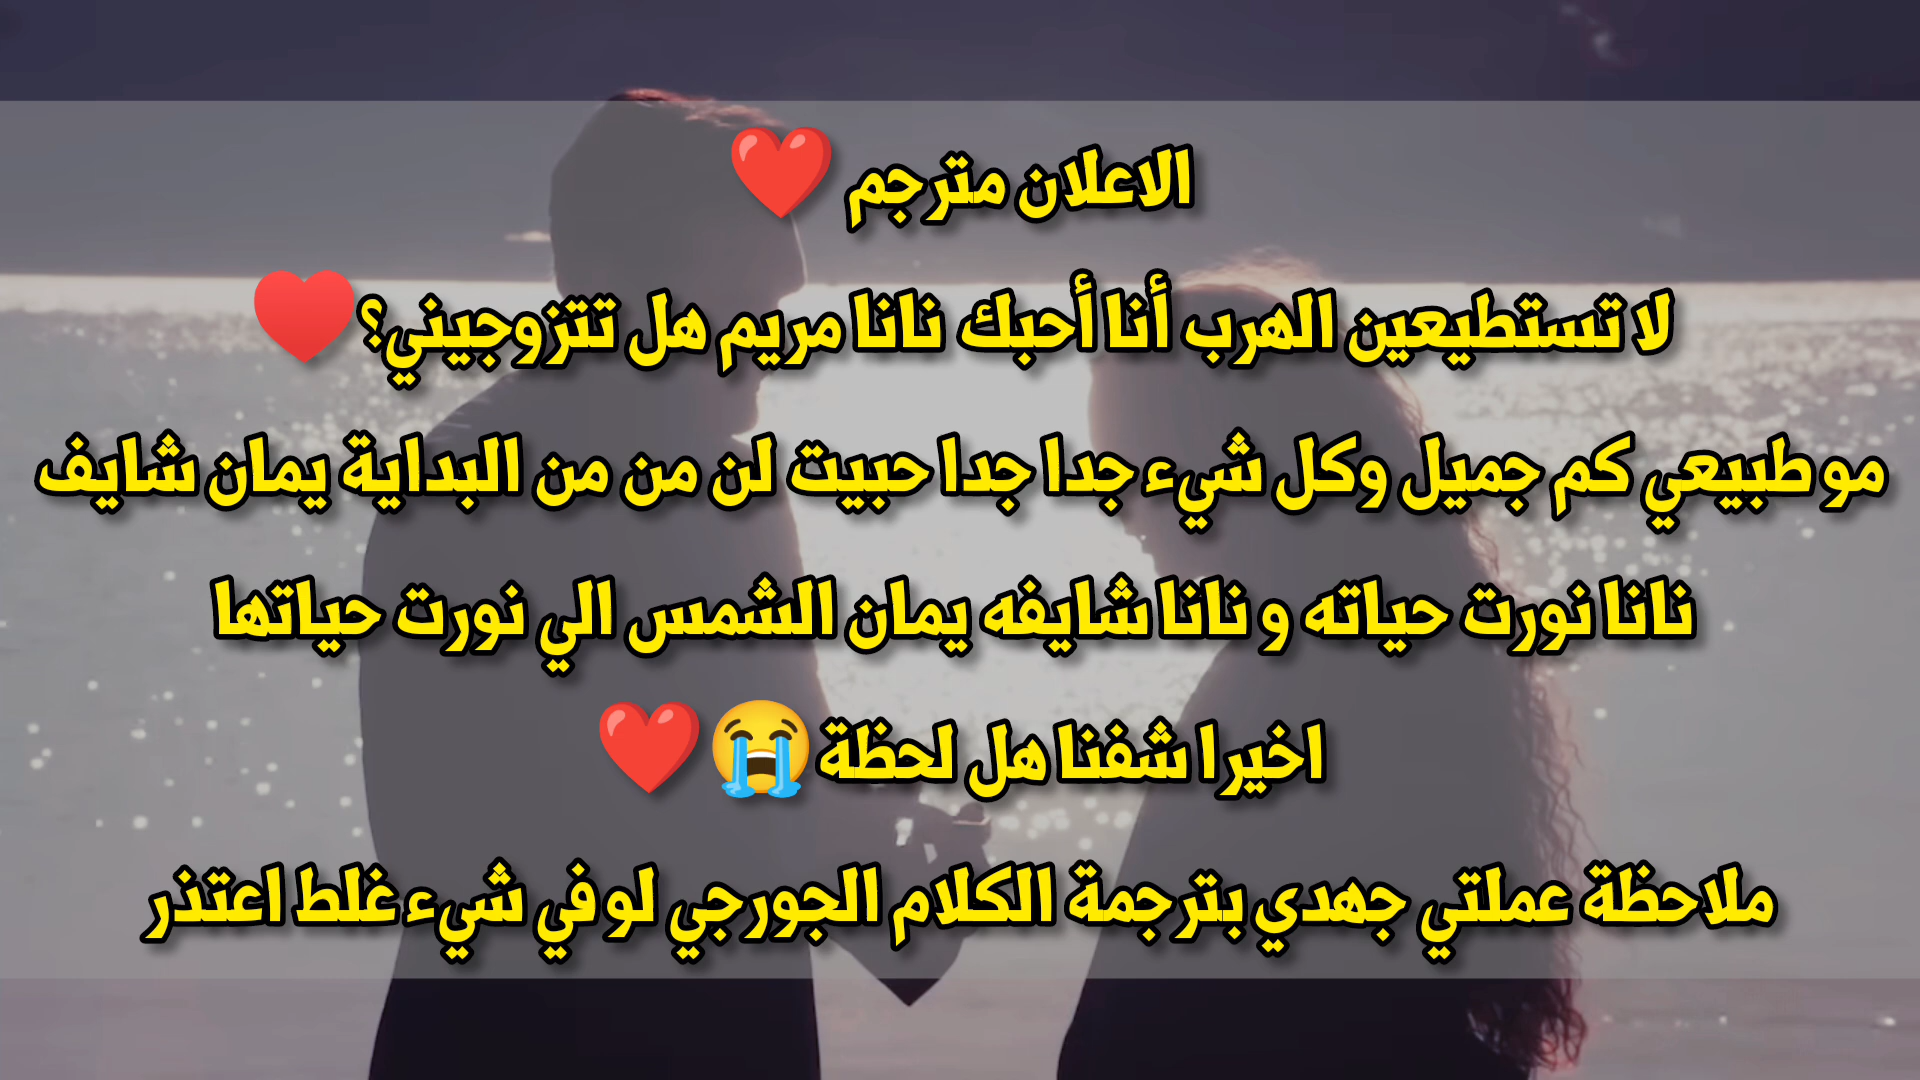 الاعلان مترجم ❤️
لا تستطيعين الهرب أنا أحبك نانا مريم هل تتزوجيني؟♥️
مو طبيعي كم جميل وكل شيء جدا جدا حبيت لن من من البداية يمان شايف
نانا نورت حياته و نانا شايفه يمان الشمس الي نورت حياتها
اخيرا شفنا هل لحظة😭❤️
ملاحظة عملتي جهدي بترجمة الكلام الجورجي لو في شيء غلط اعتذر